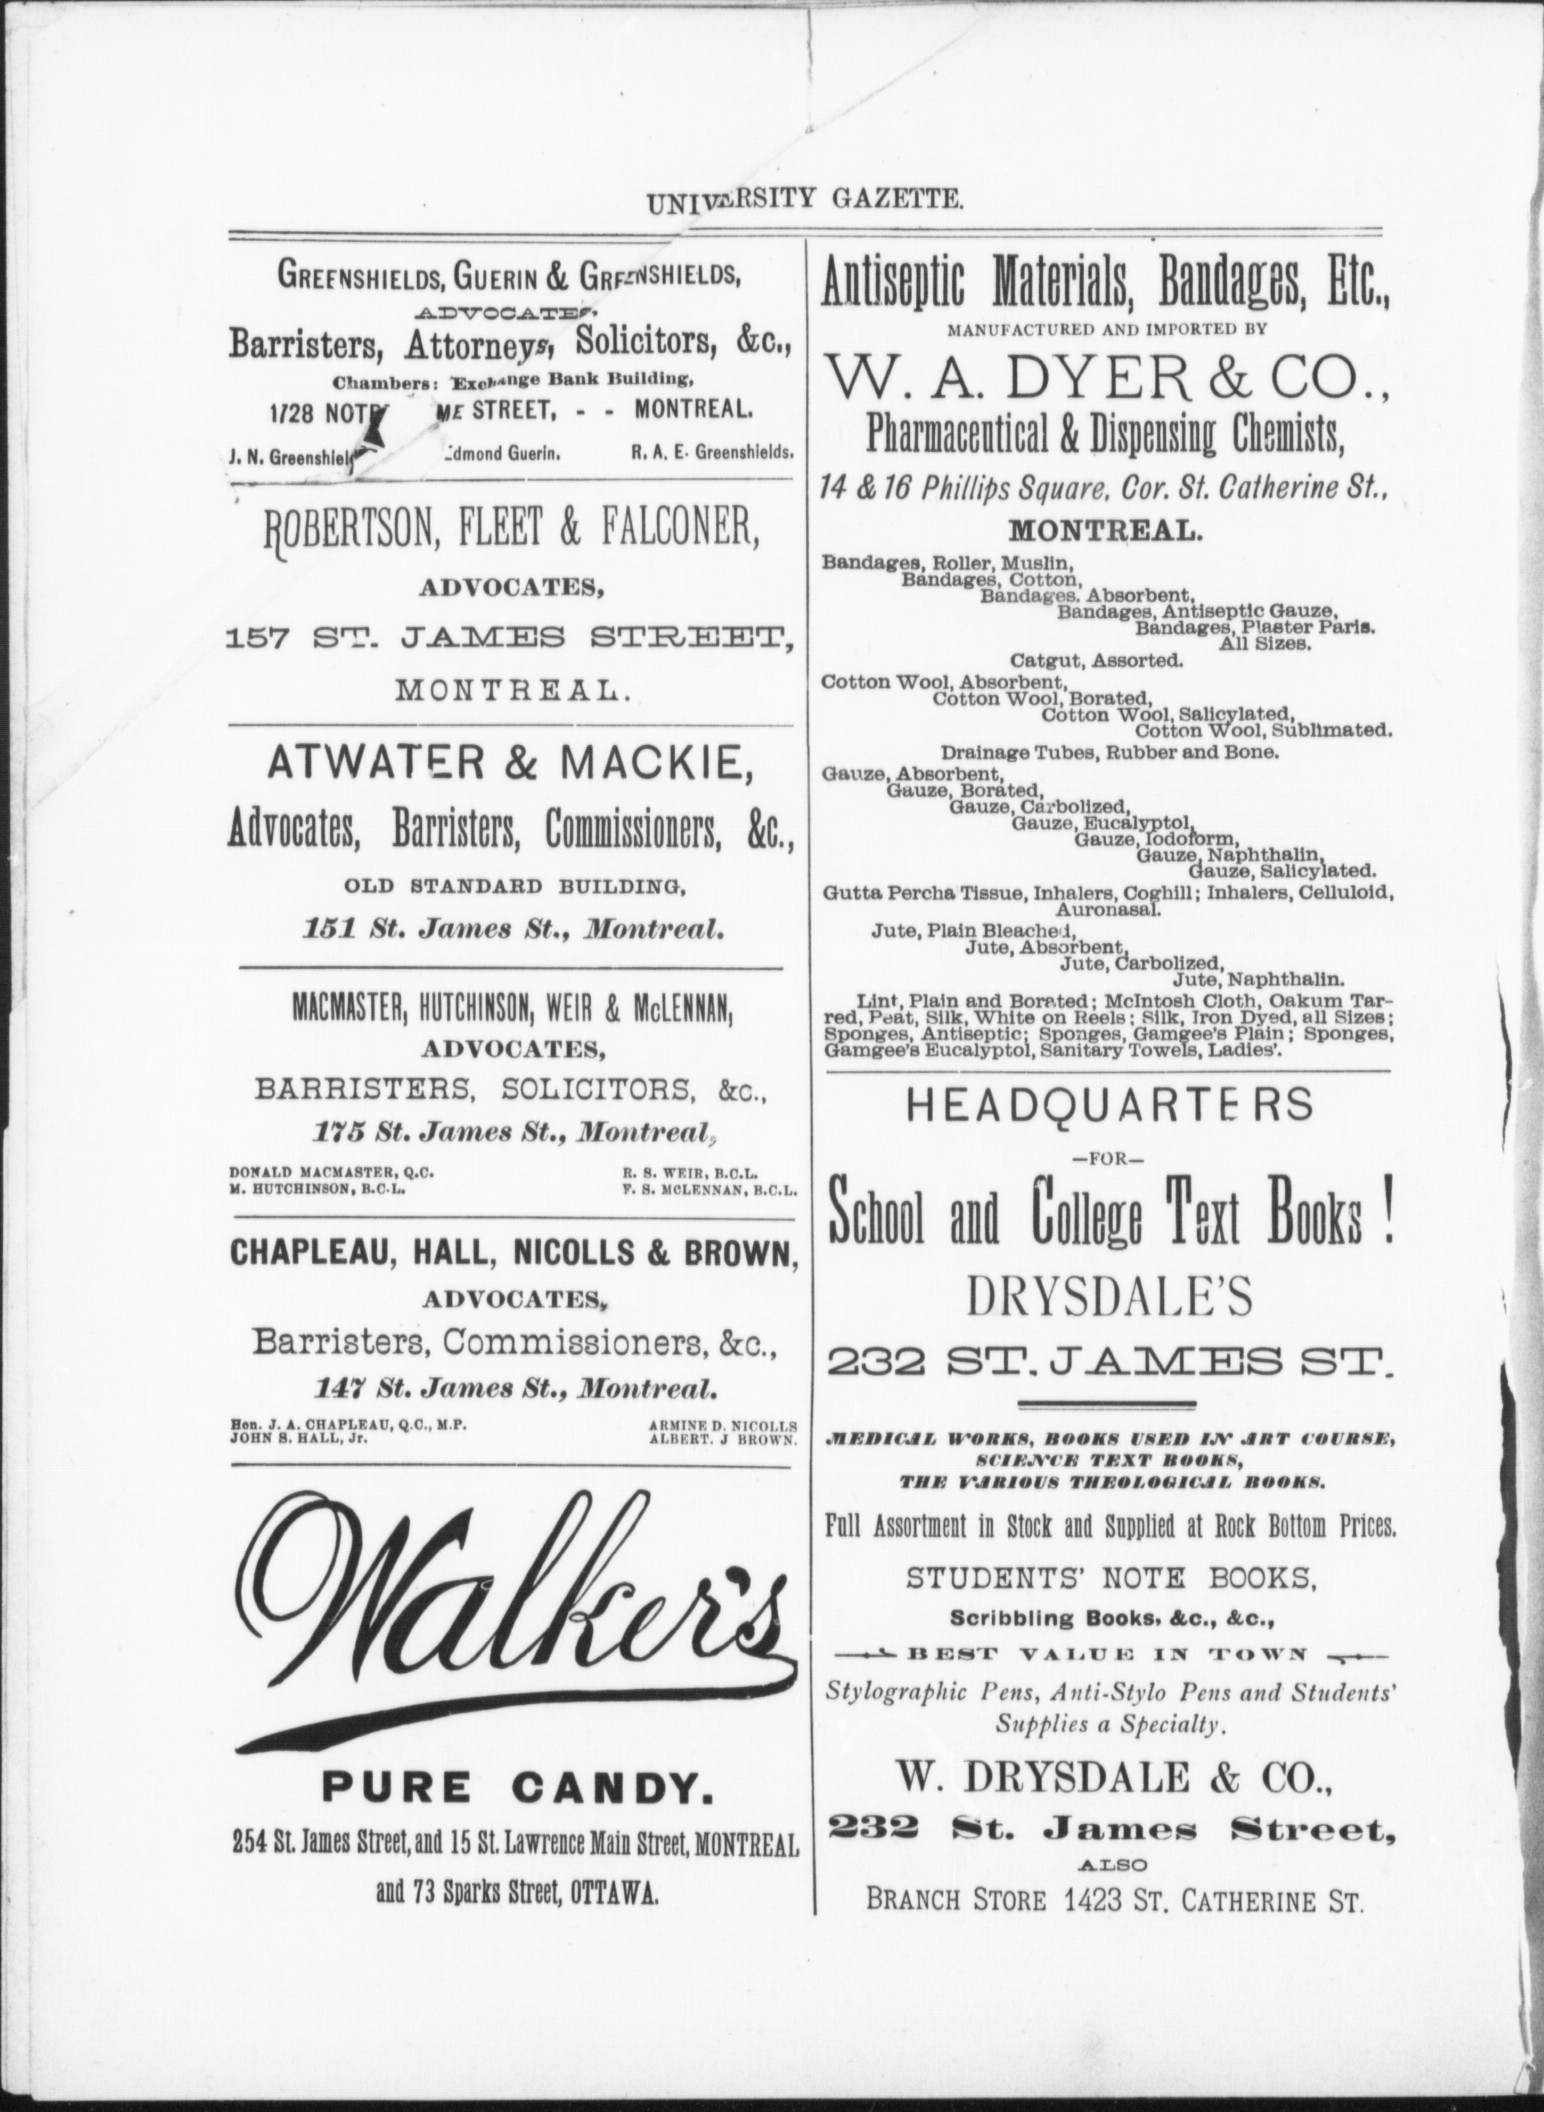 UNIVERSITY GAZETTE.
GREENSHIELDS, GUERIN & GREENSHIELDS,
ADVOCATES,
Barristers, Attorneys, Solicitors, &c.,
Chambers: Exchange Bank Building,
1728 NOTRE ME STREET, - - MONTREAL.
J. N. Greenshiel Edmond Guerin. R. A. E. Greenshields.
ROBERTSON, FLEET & FALCONER,
ADVOCATES,
157 ST. JAMES STREET,
MONTREAL.
ATWATER & MACKIE,
Advocates, Barristers, Commissioners, &c.,
OLD STANDARD BUILDING,
151 St. James St., Montreal.
MACMASTER, HUTCHINSON, WEIR & McLENNAN,
ADVOCATES,
BARRISTERS, SOLICITORS, &c.,
175 St. James St., Montreal,
DONALD MACMASTER, Q.C. R. S. WEIR, B.C.L.
M. HUTCHINSON, B.C.L. F. S. MCLENNAN, B.C.L.
CHAPLEAU, HALL, NICOLLS & BROWN,
ADVOCATES,
Barristers, Commissioners, &c.,
147 St. James St., Montreal.
Hon. J. A. CHAPLEAU, Q.C., M.P. ARMINE D. NICOLLS
JOHN S. HALL, Jr. ALBERT. J BROWN.
Walker's
PURE CANDY.
254 St. James Street, and 15 St. Lawrence Main Street, MONTREAL
and 73 Sparks Street, OTTAWA.
Antiseptic Materials, Bandages, Etc.,
MANUFACTURED AND IMPORTED BY
W. A. DYER & CO.,
Pharmaceutical & Dispensing Chemists,
14 & 16 Phillips Square, Cor. St. Catherine St.,
MONTREAL.
Bandages, Roller, Muslin,
Bandages, Cotton,
Bandages. Absorbent,
Bandages, Antiseptic Gauze,
Bandages, Plaster Paris.
All Sizes.
Catgut, Assorted.
Cotton Wool, Absorbent,
Cotton Wool, Borated,
Cotton Wool, Salicylated,
Cotton Wool, Sublimated.
Drainage Tubes, Rubber and Bone.
Gauze, Absorbent,
Gauze, Borated,
Gauze, Carbolized,
Gauze, Eucalyptol,
Gauze, Iodoform,
Gauze, Naphthalin,
Gauze, Salicylated.
Gutta Percha Tissue, Inhalers, Coghill; Inhalers, Celluloid,
Auronasal.
Jute, Plain Bleached,
Jute, Absorbent,
Jute, Carbolized,
Jute, Naphthalin.
Lint, Plain and Borated; McIntosh Cloth, Oakum Tar-
red, Peat, Silk, White on Reels; Silk, Iron Dyed, all Sizes;
Sponges, Antiseptic; Sponges, Gamgee's Plain; Sponges,
Gamgee's Eucalyptol, Sanitary Towels, Ladies'.
HEADQUARTERS
—FOR—
School and College Text Books !
DRYSDALE'S
232 ST. JAMES ST.
MEDICAL WORKS, BOOKS USED IN ART COURSE,
SCIENCE TEXT BOOKS,
THE VARIOUS THEOLOGICAL BOOKS.
Full Assortment in Stock and Supplied at Rock Bottom Prices.
STUDENTS' NOTE BOOKS,
Scribbling Books, &c., &c.,
BEST VALUE IN TOWN
Stylographic Pens, Anti-Stylo Pens and Students'
Supplies a Specialty.
W. DRYSDALE & CO.,
232 St. James Street,
ALSO
BRANCH STORE 1423 ST. CATHERINE ST.